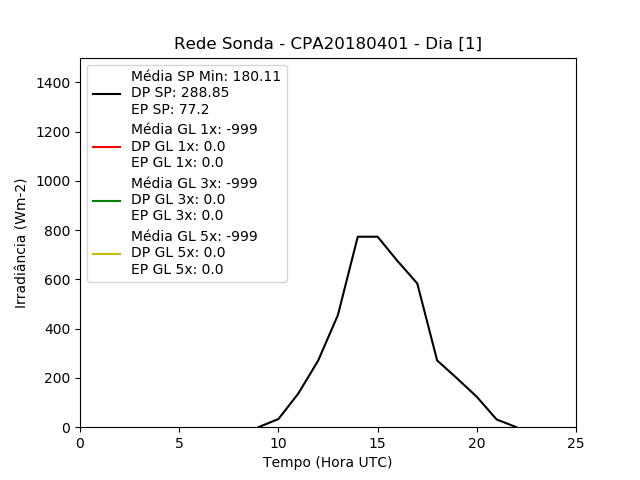 Rede Sonda - CPA20180401 - Dia [1]
Média SP Min: 180.11
DP SP: 288.85
EP SP: 77.2
Média GL 1x: -999
DP GL 1x: 0.0
EP GL 1x: 0.0
Média GL 3x: -999
DP GL 3x: 0.0
EP GL 3x: 0.0
Média GL 5x: -999
DP GL 5x: 0.0
EP GL 5x: 0.0
Irradiância (Wm-2)
1400
1200
1000
800
600
400
200
0
0 5 10 15 20 25
Tempo (Hora UTC)